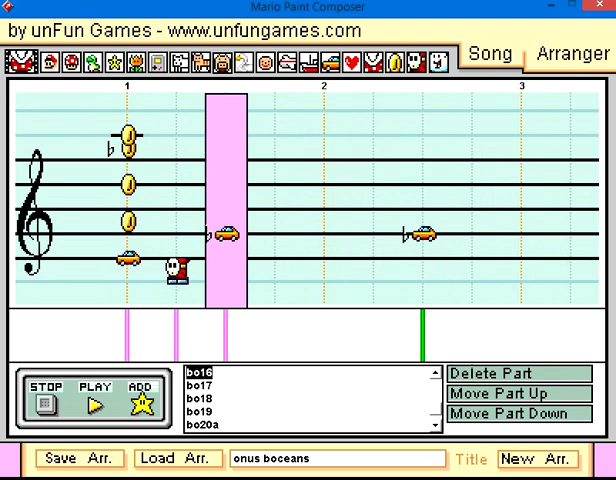 Mario Paint Composer
by unFun Games - www.unfungames.com
Song
Arranger
1
2
3
STOP
PLAY
ADD
bo16
bo17
bo18
bo19
bo20a
Delete Part
Move Part Up
Move Part Down
Save Arr.
Load Arr.
onus boceans
Title
New Arr.